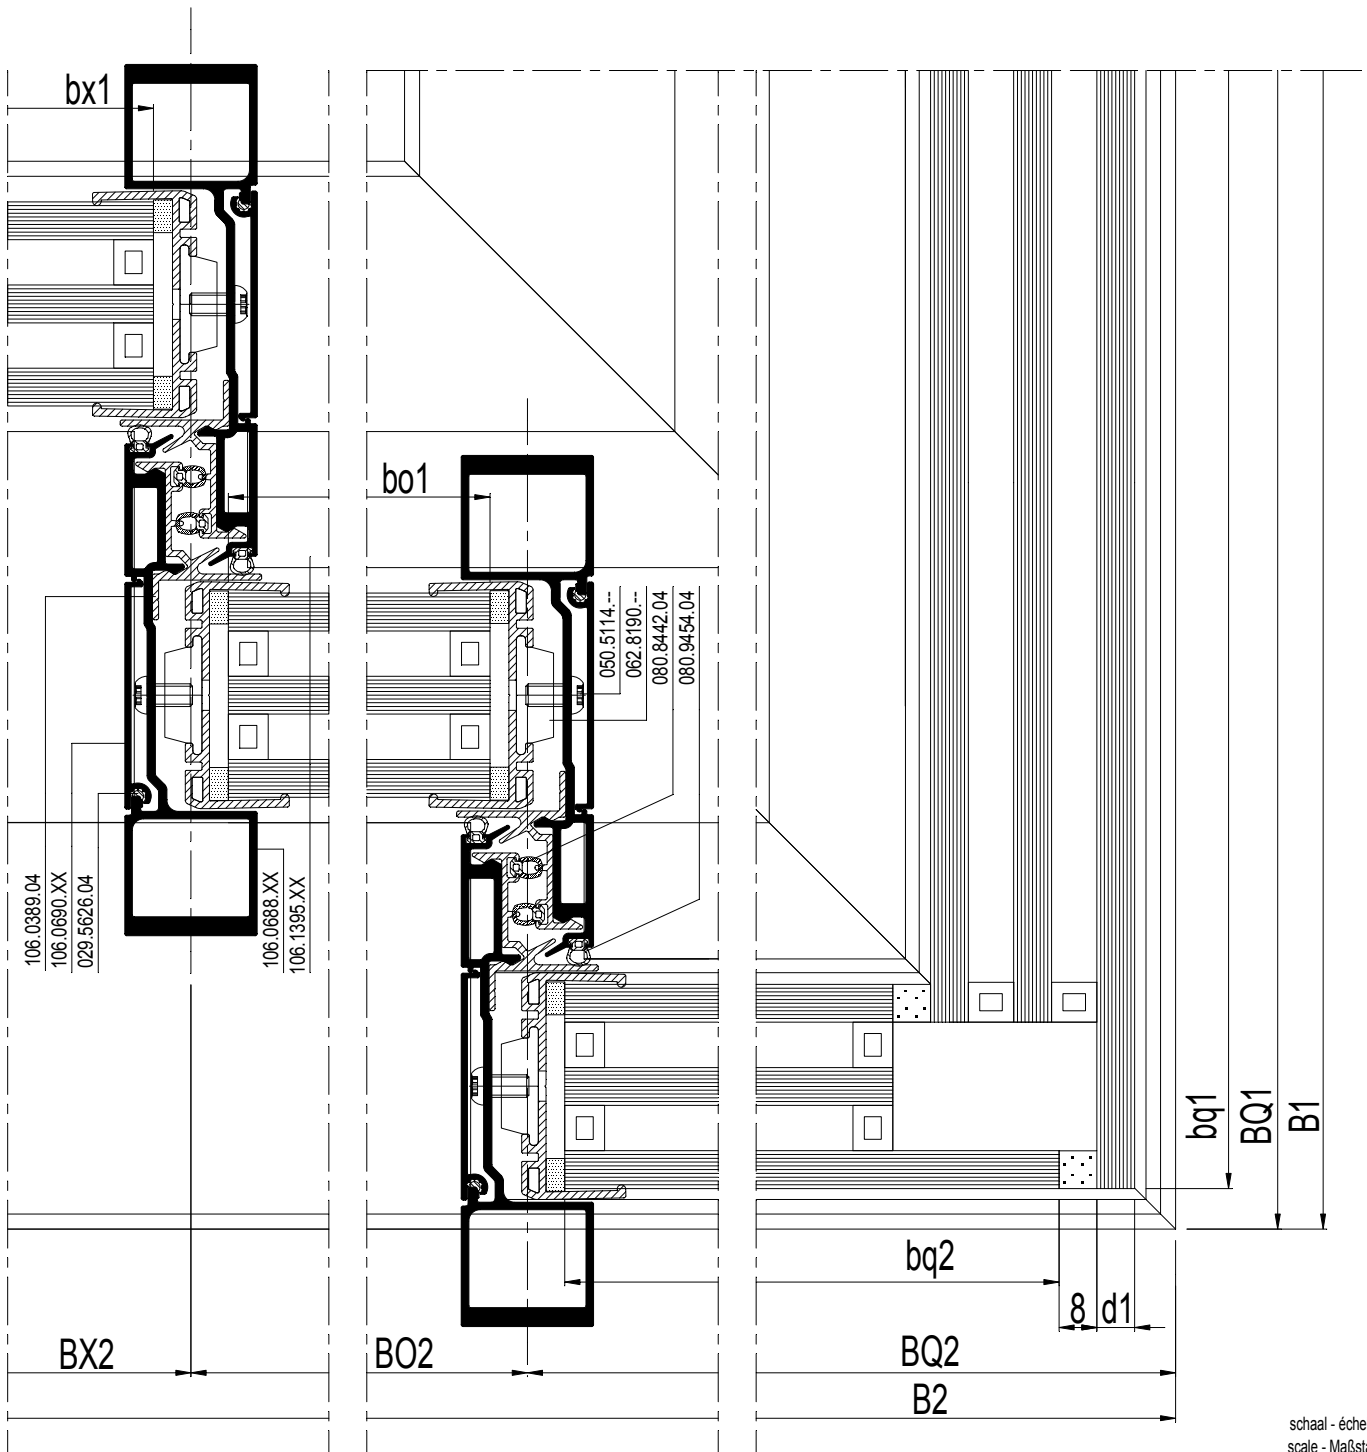 bx1
bo1
050.5114.--
062.8190.--
080.8442.04
080.9454.04
106.0389.04
106.0690.XX
029.5626.04
106.0688.XX
106.1395.XX
bq1
BQ1
B1
bq2
8
d1
BX2
BO2
BQ2
B2
schaal - éche
scale - Maßst